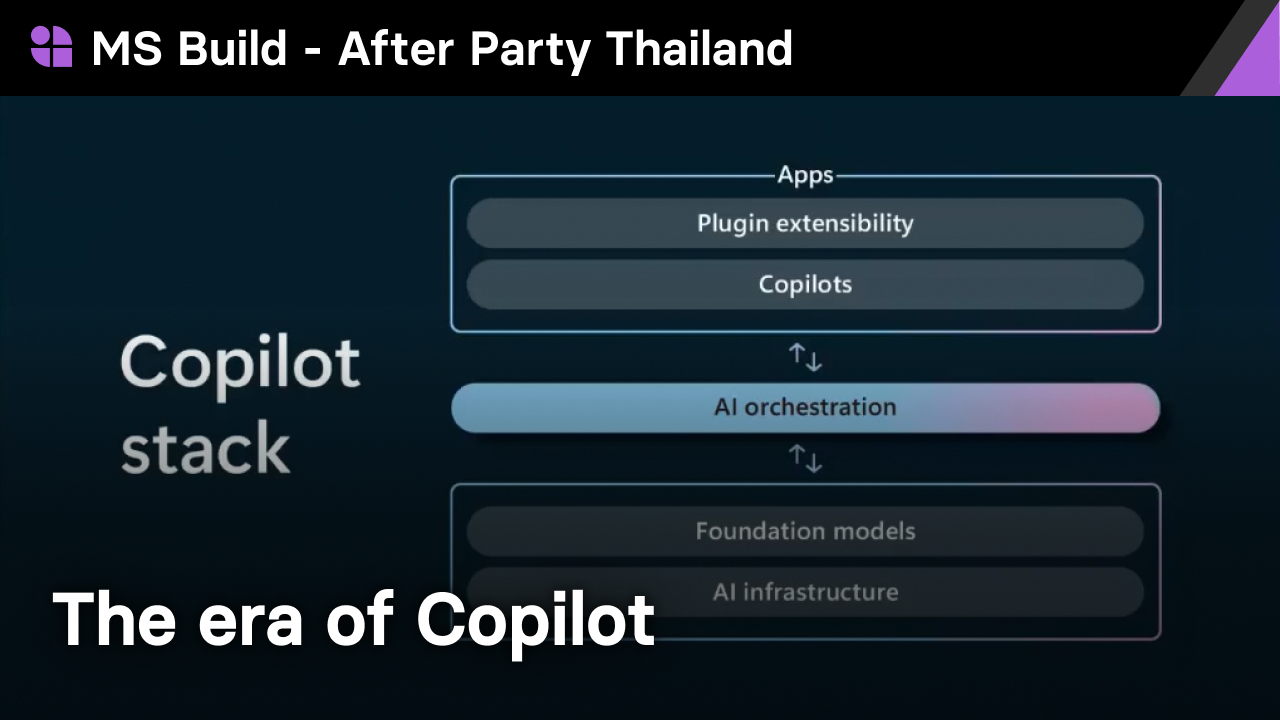 MS Build - After Party Thailand
Apps
Plugin extensibility
Copilots
Copilot
stack
AI orchestration
Foundation models
AI infrastructure
The era of Copilot